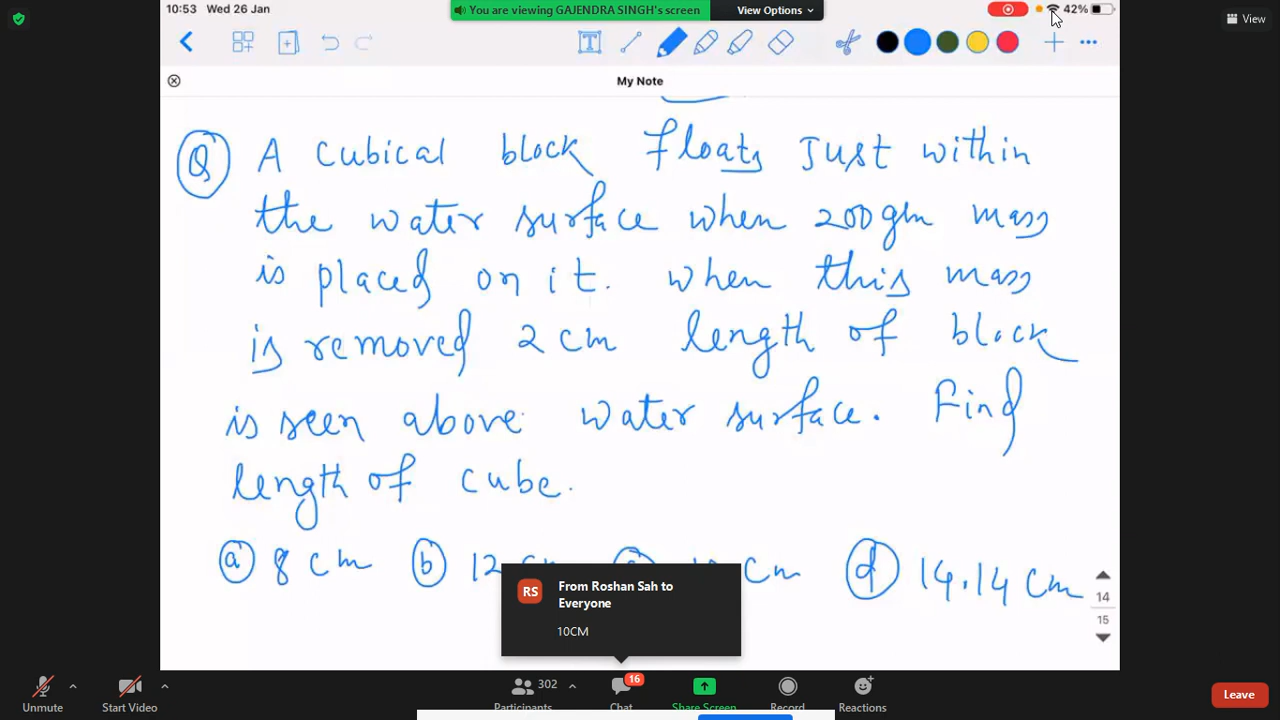 10:53 Wed 26 Jan
You are viewing GAJENDRA SINGH's screen
View Options
42%
View
My Note
Q A cubical block floats Just within
the water surface when 200gm mass
is placed on it. when this mass
is removed 2 cm length of block
is seen above water surface. Find
length of cube.
a 8 cm b 12 cm cm d 14.14 cm
14
15
RS From Roshan Sah to
Everyone
10CM
Unmute
Start Video
302
Participants
16
Chat
Share Screen
Record
Reactions
Leave